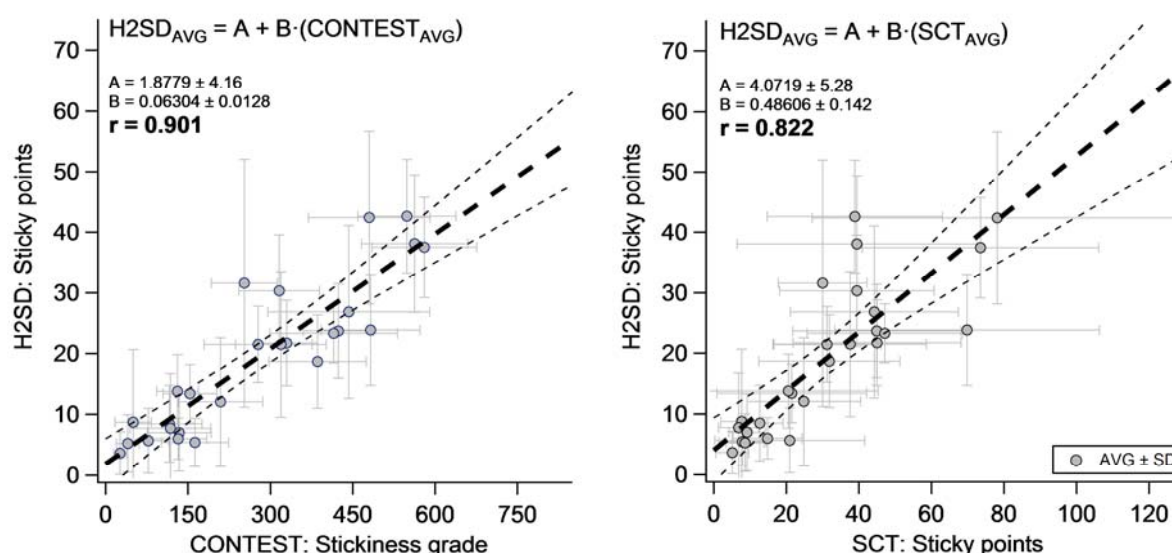 H2SD_AVG = A + B·(CONTEST_AVG)
A = 1.8779 ± 4.16
B = 0.06304 ± 0.0128
r = 0.901
H2SD: Sticky points
70
60
50
40
30
20
10
0
0 150 300 450 600 750
CONTEST: Stickiness grade
H2SD_AVG = A + B·(SCT_AVG)
A = 4.0719 ± 5.28
B = 0.48606 ± 0.142
r = 0.822
H2SD: Sticky points
70
60
50
40
30
20
10
0
AVG ± SD
0 20 40 60 80 100 120
SCT: Sticky points